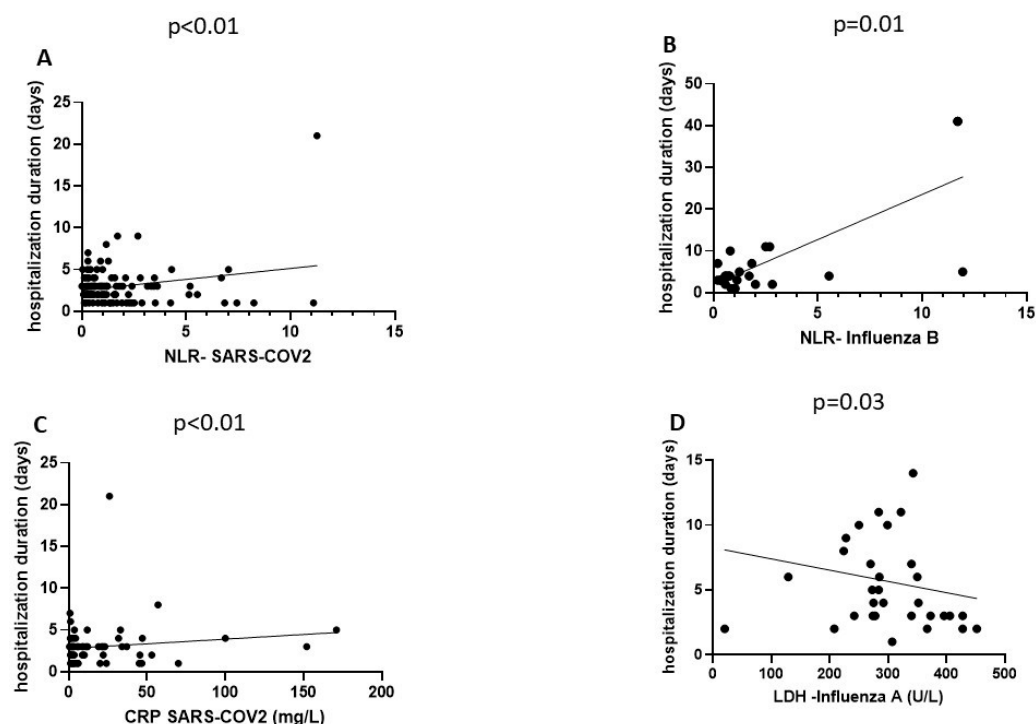 p<0.01
A
hospitalization duration (days)
25
20
15
10
5
0
0 5 10 15
NLR- SARS-COV2
p=0.01
B
hospitalization duration (days)
50
40
30
20
10
0
0 5 10 15
NLR- Influenza B
p<0.01
C
hospitalization duration (days)
25
20
15
10
5
0
0 50 100 150 200
CRP SARS-COV2 (mg/L)
p=0.03
D
hospitalization duration (days)
15
10
5
0
0 100 200 300 400 500
LDH -Influenza A (U/L)